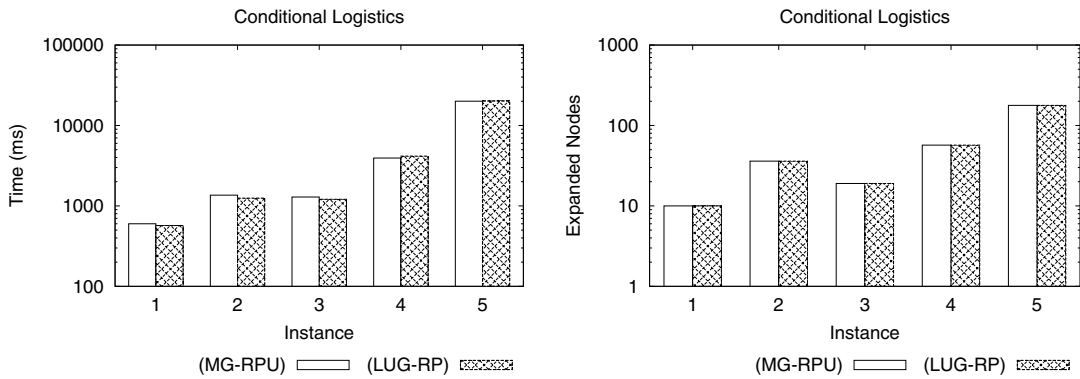 Conditional Logistics
100000
10000
1000
100
Time (ms)
1 2 3 4 5
Instance
(MG-RPU) (LUG-RP)
Conditional Logistics
1000
100
10
1
Expanded Nodes
1 2 3 4 5
Instance
(MG-RPU) (LUG-RP)